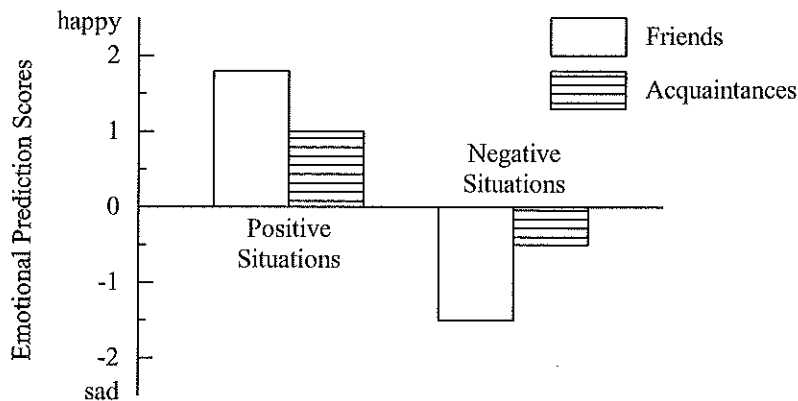 happy
2
1
0
-1
-2
sad
Emotional Prediction Scores
Friends
Acquaintances
Positive
Situations
Negative
Situations